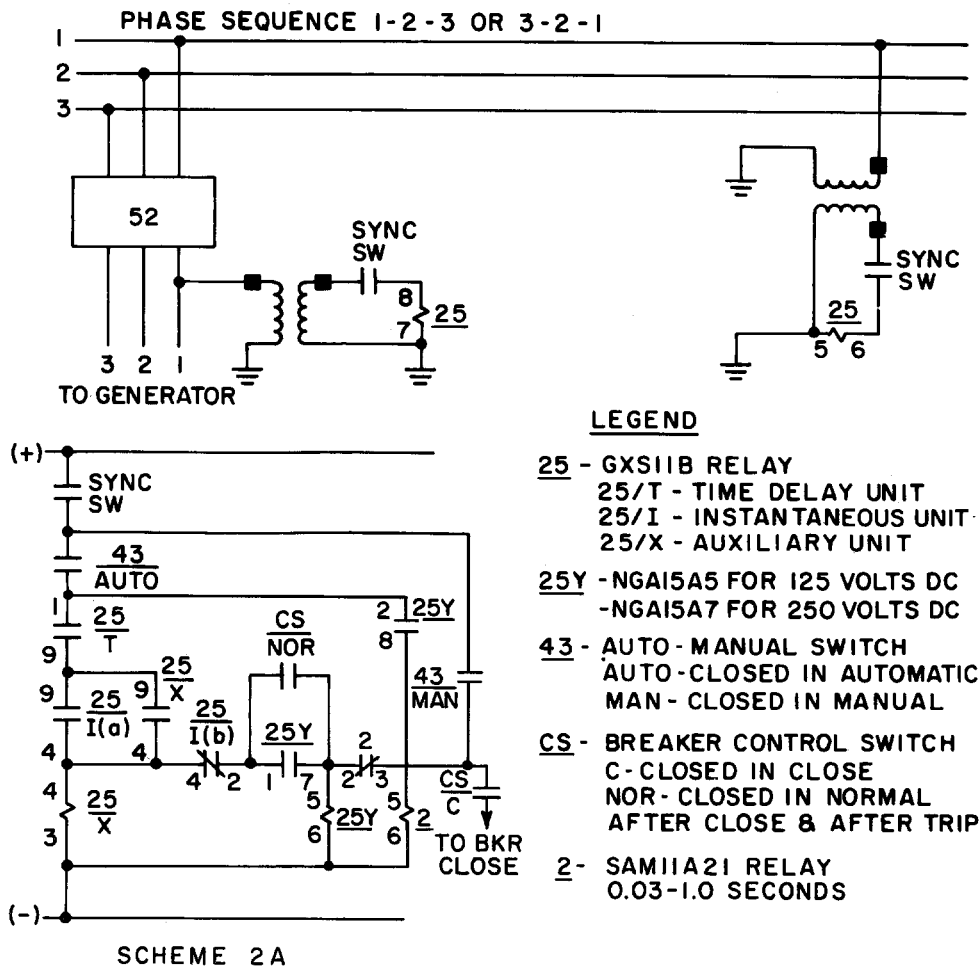 PHASE SEQUENCE 1-2-3 OR 3-2-1
1
2
3
52
SYNC
SW
8
7
25
3 2 1
TO GENERATOR
SYNC
SW
25
5 6
LEGEND
25 - GXS11B RELAY
25/T - TIME DELAY UNIT
25/I - INSTANTANEOUS UNIT
25/X - AUXILIARY UNIT
25Y - NGA15A5 FOR 125 VOLTS DC
-NGA15A7 FOR 250 VOLTS DC
43 - AUTO-MANUAL SWITCH
AUTO-CLOSED IN AUTOMATIC
MAN- CLOSED IN MANUAL
CS - BREAKER CONTROL SWITCH
C-CLOSED IN CLOSE
NOR- CLOSED IN NORMAL
AFTER CLOSE & AFTER TRIP
2 - SAM11A21 RELAY
0.03-1.0 SECONDS
(+)
SYNC
SW
43
AUTO
1
25
T
9
9
25
I(a)
4
9
25
X
4
25
I(b)
4 2
CS
NOR
25Y
1 7
2
2 3
2
25Y
8
43
MAN
4
25
X
3
5
25Y
6
5
2
6
CS
C
TO BKR
CLOSE
(-)
SCHEME 2A